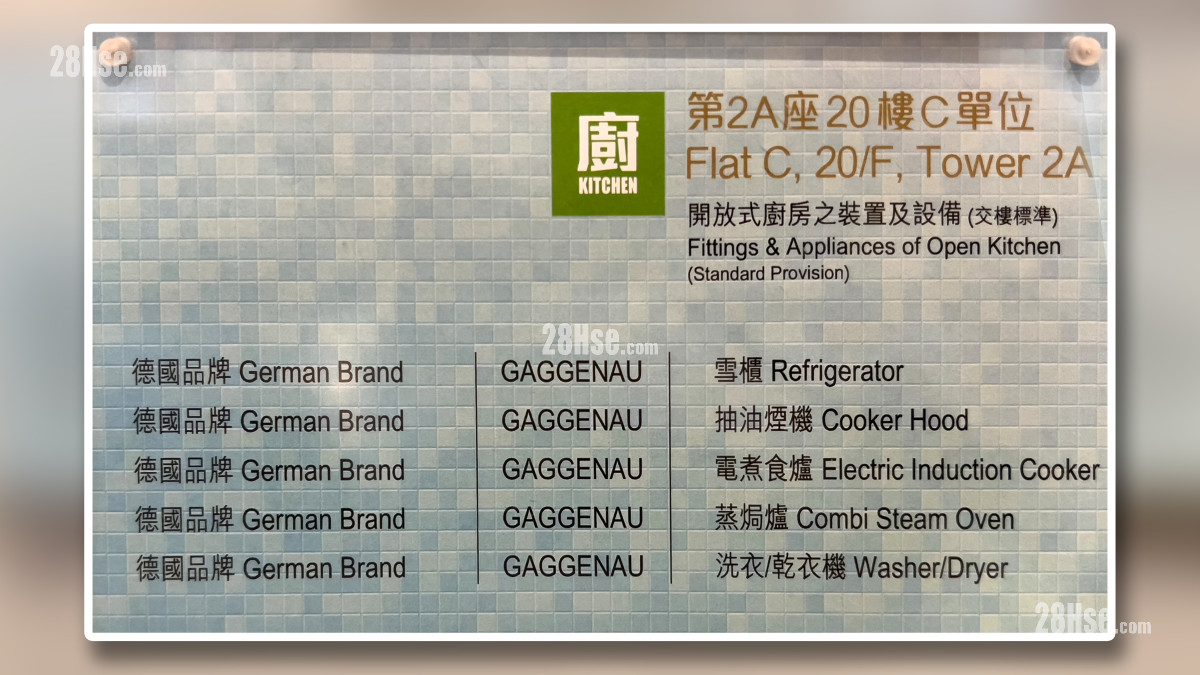 28Hse.com
廚
KITCHEN
第2A座20樓C單位
Flat C, 20/F, Tower 2A
開放式廚房之裝置及設備 (交樓標準)
Fittings & Appliances of Open Kitchen
(Standard Provision)
28Hse.com
德國品牌 German Brand GAGGENAU 雪櫃 Refrigerator
德國品牌 German Brand GAGGENAU 抽油煙機 Cooker Hood
德國品牌 German Brand GAGGENAU 電煮食爐 Electric Induction Cooker
德國品牌 German Brand GAGGENAU 蒸焗爐 Combi Steam Oven
德國品牌 German Brand GAGGENAU 洗衣/乾衣機 Washer/Dryer
28Hse.com